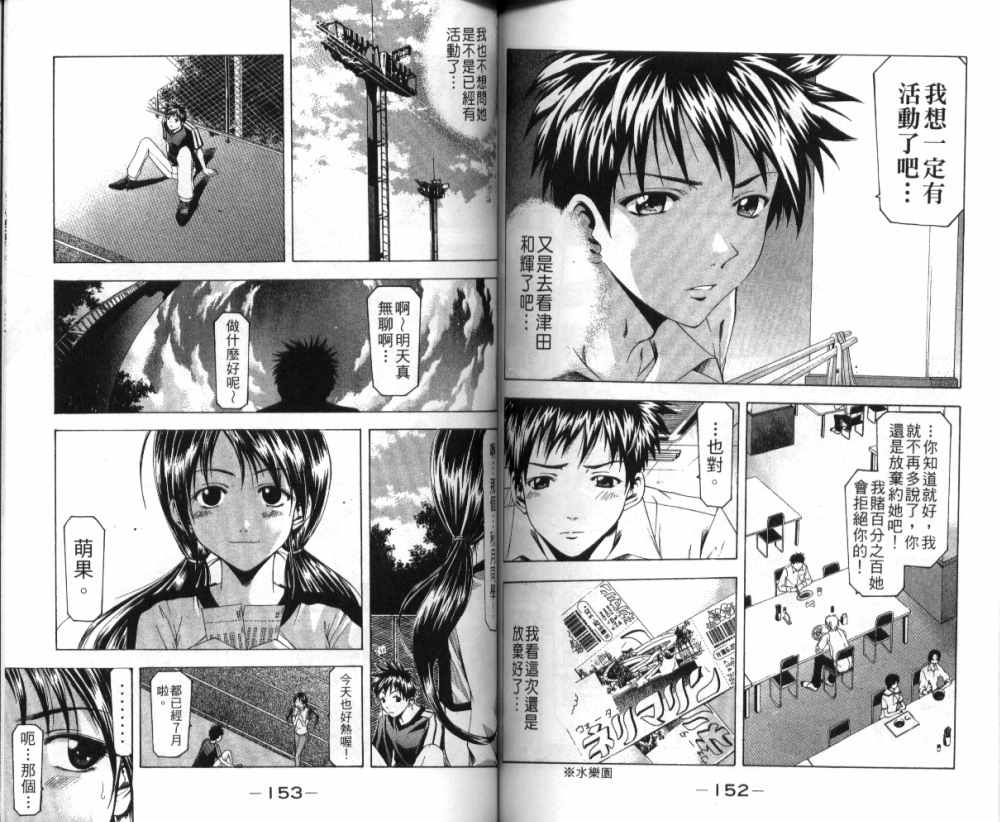 我想一定有
活動了吧…
又是去看津田
和輝了吧…
…你知道就好，我
就不再多說了，你
還是放棄約她吧！
我賭百分之百她
會拒絕你的！
…也對。
我看這次還是
放棄好了…
ネリマリン
※水樂園
—152—
我也不想問她
是不是已經有
活動了…
啊～明天真
無聊啊…
做什麼好呢～
萌果。
今天也好熱喔！
都已經7月
啦。
………
呃…那個…
—153—